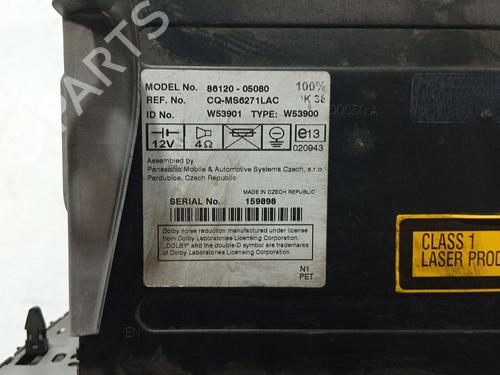 MODEL No. 86120 - 05080 100%
REF. No. CQ-MS6271LAC OK 38
ID No. W53901 TYPE: W53900
12V 4Ω e13
020943
Assembled by
Panasonic Mobile & Automotive Systems Czech, s.r.o.
Pardubice, Czech Republic
MADE IN CZECH REPUBLIC
SERIAL No. 159898
Dolby noise reduction manufactured under license
from Dolby Laboratories Licensing Corporation.
"DOLBY" and the double-D symbol are trademarks
of Dolby Laboratories Licensing Corporation.
N1
PET
CLASS 1
LASER PROD
B-PARTS